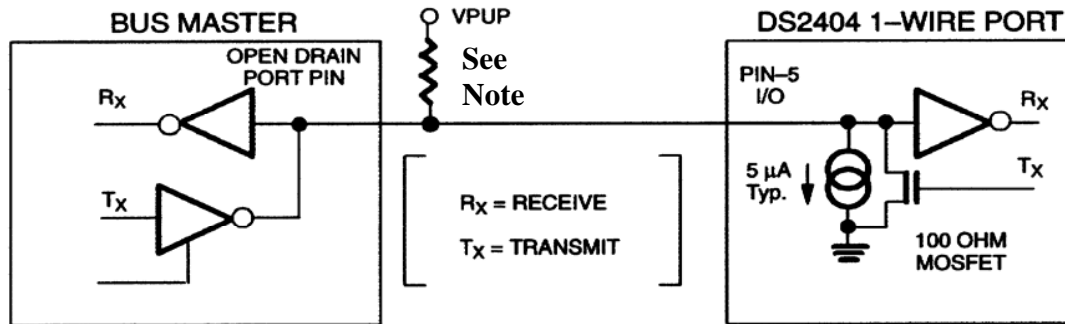 BUS MASTER
VPUP
DS2404 1–WIRE PORT
OPEN DRAIN
PORT PIN
See
Note
PIN–5
I/O
RX
RX
TX
5 μA
Typ.
TX
RX = RECEIVE
TX = TRANSMIT
100 OHM
MOSFET